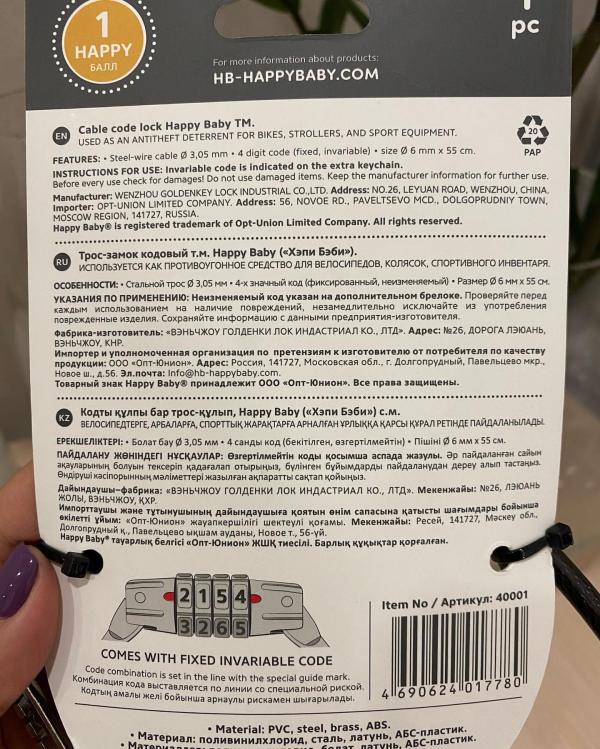 1
HAPPY
БАЛЛ
pc
For more information about products:
HB-HAPPYBABY.COM
EN Cable code lock Happy Baby TM.
USED AS AN ANTITHEFT DETERRENT FOR BIKES, STROLLERS, AND SPORT EQUIPMENT.
20
PAP
FEATURES: • Steel-wire cable Ø 3,05 mm • 4 digit code (fixed, invariable) • size Ø 6 mm x 55 cm.
INSTRUCTIONS FOR USE: Invariable code is indicated on the extra keychain.
Before every use check for damages! Do not use damaged items. Keep the manufacturer information for further use.
Manufacturer: WENZHOU GOLDENKEY LOCK INDUSTRIAL CO.,LTD. Address: NO.26, LEYUAN ROAD, WENZHOU, CHINA.
Importer: OPT-UNION LIMITED COMPANY. Address: 56, NOVOE RD., PAVELTSEVO MCD., DOLGOPRUDNIY TOWN,
MOSCOW REGION, 141727, RUSSIA.
Happy Baby® is registered trademark of Opt-Union Limited Company. All rights reserved.
RU Трос-замок кодовый т.м. Happy Baby («Хэпи Бэби»).
ИСПОЛЬЗУЕТСЯ КАК ПРОТИВОУГОННОЕ СРЕДСТВО ДЛЯ ВЕЛОСИПЕДОВ, КОЛЯСОК, СПОРТИВНОГО ИНВЕНТАРЯ.
ОСОБЕННОСТИ: • Стальной трос Ø 3,05 мм • 4-х значный код (фиксированный, неизменяемый) • Размер Ø 6 мм x 55 см.
УКАЗАНИЯ ПО ПРИМЕНЕНИЮ: Неизменяемый код указан на дополнительном брелоке. Проверяйте перед
каждым использованием на наличие повреждений, незамедлительно исключайте из употребления
поврежденные изделия. Сохраняйте информацию с данными предприятия-изготовителя.
Фабрика-изготовитель: «ВЭНЬЧЖОУ ГОЛДЕНКИ ЛОК ИНДАСТРИАЛ КО., ЛТД». Адрес: №26, ДОРОГА ЛЭЮАНЬ,
ВЭНЬЧЖОУ, КНР.
Импортер и уполномоченная организация по претензиям к изготовителю от потребителя по качеству
продукции: ООО «Опт-Юнион». Адрес: Россия, 141727, Московская обл., г. Долгопрудный, Павельцево мкр.,
Новое ш., д.56. Эл.почта: Info@hb-happybaby.com.
Товарный знак Happy Baby® принадлежит ООО «Опт-Юнион». Все права защищены.
KZ Кодты құлпы бар трос-құлып, Happy Baby («Хэпи Бэби») с.м.
ВЕЛОСИПЕДТЕРГЕ, АРБАЛАРҒА, СПОРТТЫҚ ЖАРАҚТАРҒА АРНАЛҒАН ҰРЛЫҚҚА ҚАРСЫ ҚҰРАЛ РЕТІНДЕ ПАЙДАЛАНЫЛАДЫ.
ЕРЕКШЕЛІКТЕРІ: • Болат бау Ø 3,05 мм • 4 санды код (бекітілген, өзгертілмейтін) • Пішіні Ø 6 мм x 55 см.
ПАЙДАЛАНУ ЖӨНІНДЕГІ НҰСҚАУЛАР: Өзгертілмейтін коды қосымша аспада жазулы. Әр пайдаланған сайын
ақауларының болуын тексеріп қадағалап отырыңыз, бүлінген бұйымдарды пайдаланудан дереу алып тастаңыз.
Өндіруші кәсіпорнының мәліметтері жазылған ақпаратты сақтап қойыңыз.
Дайындаушы-фабрика: «ВЭНЬЧЖОУ ГОЛДЕНКИ ЛОК ИНДАСТРИАЛ КО., ЛТД». Мекенжайы: №26, ЛЭЮАНЬ
ЖОЛЫ, ВЭНЬЧЖОУ, ҚХР.
Импорттаушы және тұтынушының дайындаушыға қоятын өнім сапасына қатысты шағымдары бойынша
өкілетті ұйым: «Опт-Юнион» жауапкершілігі шектеулі қоғамы. Мекенжайы: Ресей, 141727, Мәскеу обл.,
Долгопрудный қ., Павельцево ықшам ауданы, Новое т., 56-үй.
Happy Baby® тауарлық белгісі «Опт-Юнион» ЖШҚ тиесілі. Барлық құқықтар қорғалған.
2154
3265
COMES WITH FIXED INVARIABLE CODE
Code combination is set in the line with the special guide mark.
Комбинация кода выставляется по линии со специальной риской.
Кодтың амалы желі бойынша арнаулы рискамен шығарылады.
Item No / Артикул: 40001
4 690624 017780
• Material: PVC, steel, brass, ABS.
• Материал: поливинилхлорид, сталь, латунь, АБС-пластик.